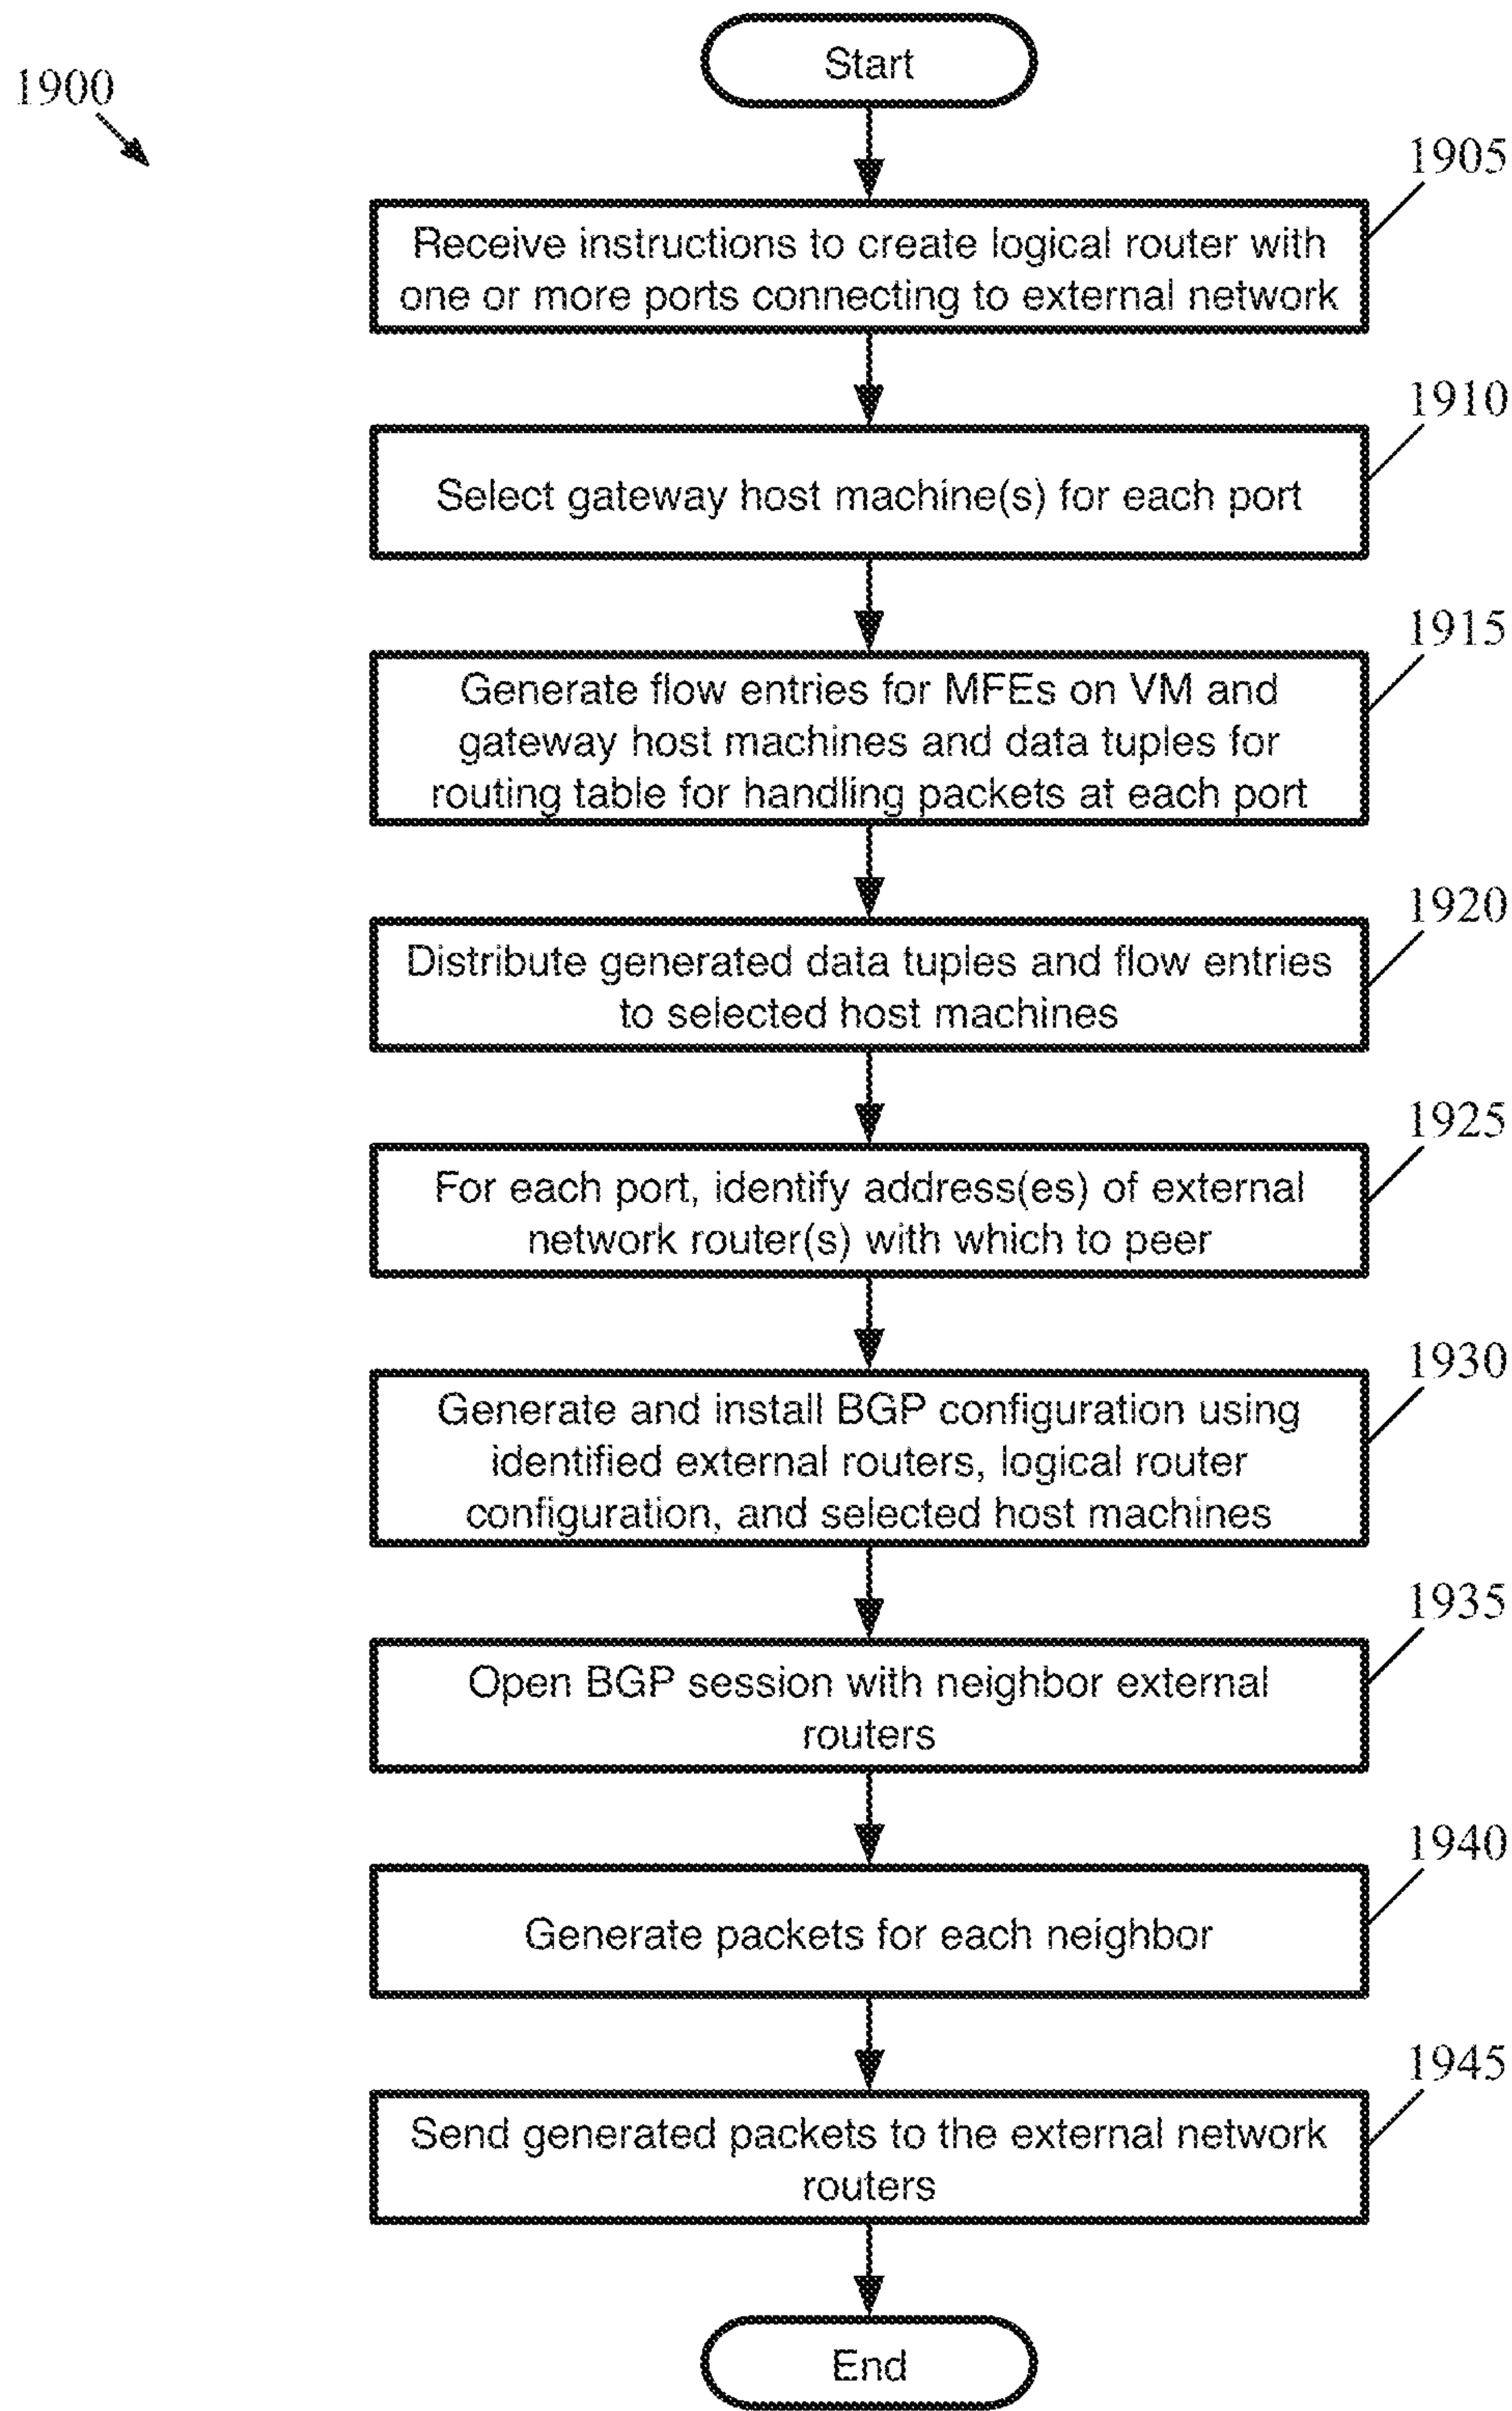 Start
1900
1905
Receive instructions to create logical router with
one or more ports connecting to external network
1910
Select gateway host machine(s) for each port
1915
Generate flow entries for MFEs on VM and
gateway host machines and data tuples for
routing table for handling packets at each port
1920
Distribute generated data tuples and flow entries
to selected host machines
1925
For each port, identify address(es) of external
network router(s) with which to peer
1930
Generate and install BGP configuration using
identified external routers, logical router
configuration, and selected host machines
1935
Open BGP session with neighbor external
routers
1940
Generate packets for each neighbor
1945
Send generated packets to the external network
routers
End